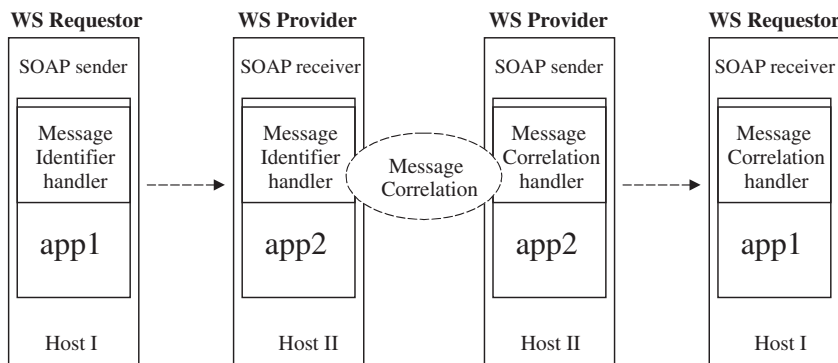 WS Requestor
SOAP sender
Message
Identifier
handler
app1
Host I
WS Provider
SOAP receiver
Message
Identifier
handler
app2
Host II
Message
Correlation
WS Provider
SOAP sender
Message
Correlation
handler
app2
Host II
WS Requestor
SOAP receiver
Message
Correlation
handler
app1
Host I